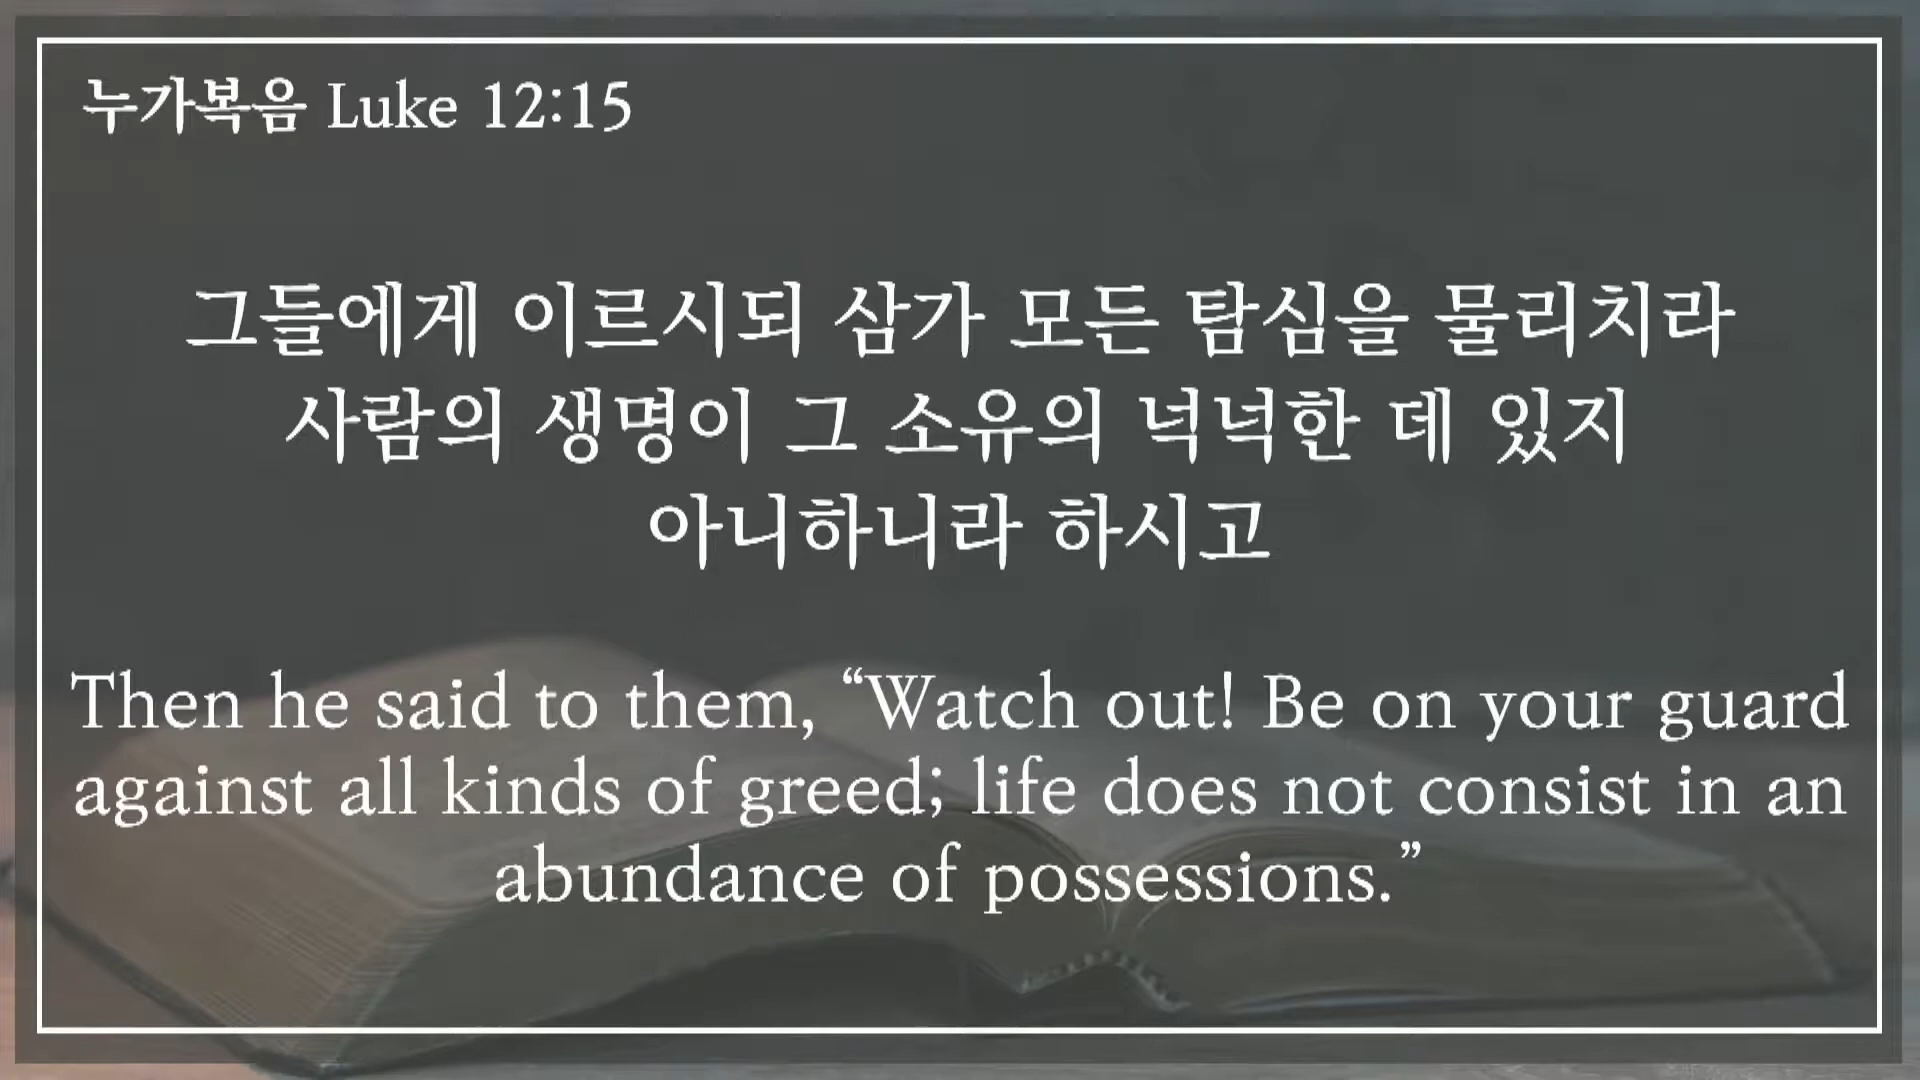 누가복음 Luke 12:15
그들에게 이르시되 삼가 모든 탐심을 물리치라
사람의 생명이 그 소유의 넉넉한 데 있지
아니하니라 하시고
Then he said to them, “Watch out! Be on your guard
against all kinds of greed; life does not consist in an
abundance of possessions.”